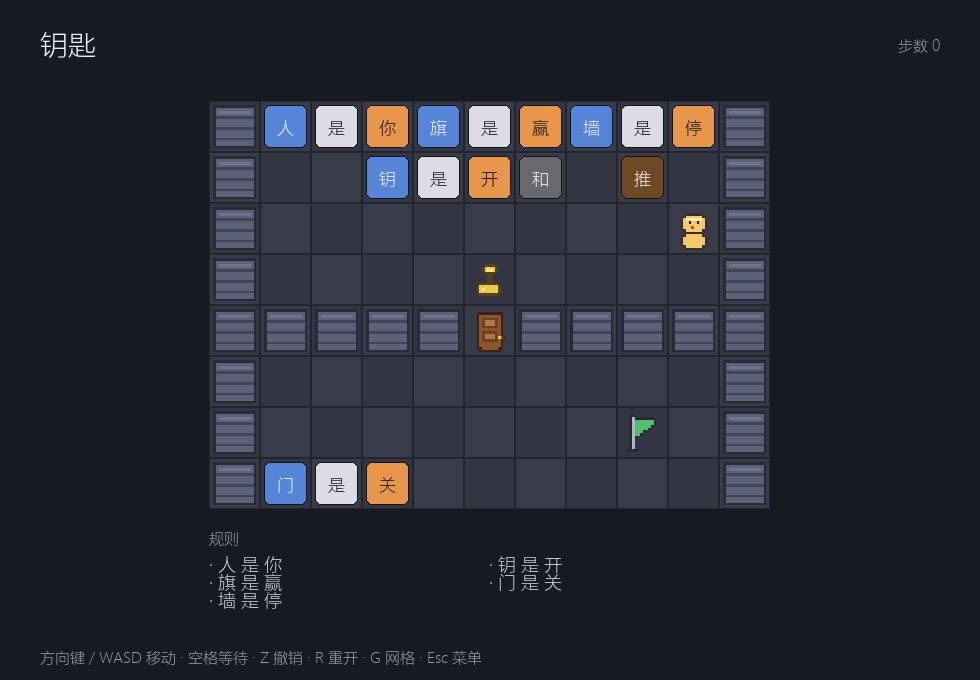 钥匙
步数 0
人 是 你 旗 是 赢 墙 是 停
钥 是 开 和 推
门 是 关
规则
· 人 是 你
· 旗 是 赢
· 墙 是 停
· 钥 是 开
· 门 是 关
方向键 / WASD 移动 · 空格等待 · Z 撤销 · R 重开 · G 网格 · Esc 菜单